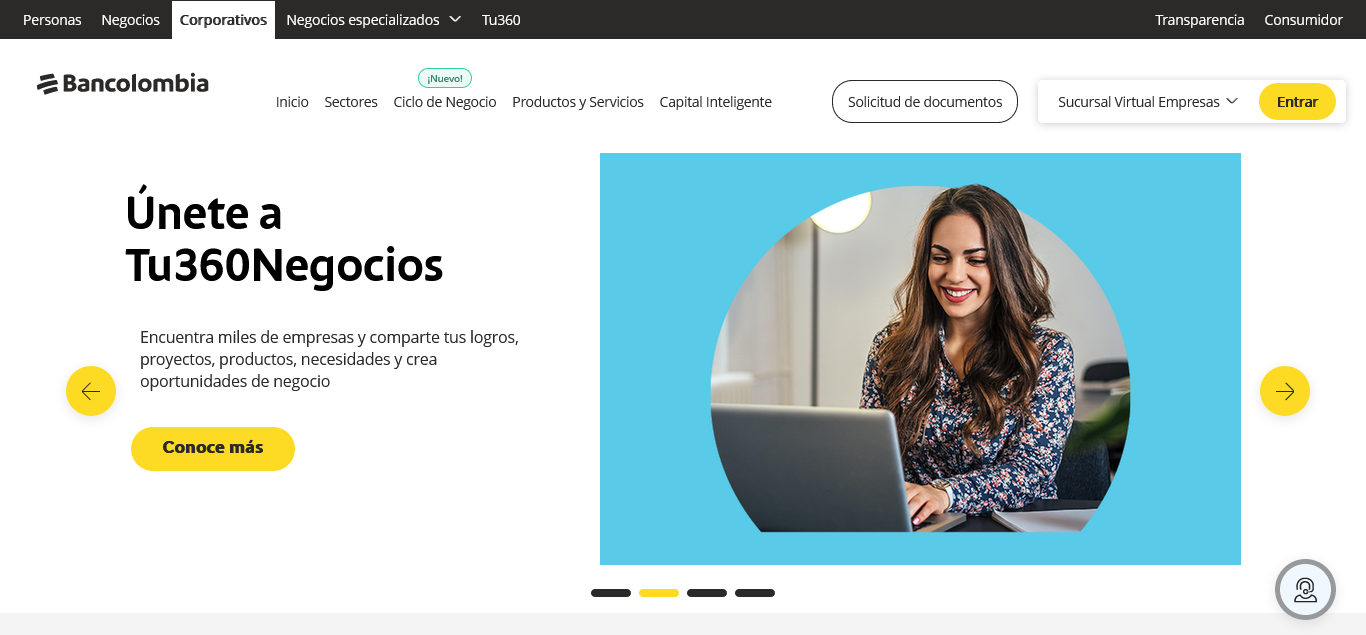 Personas Negocios Corporativos Negocios especializados Tu360 Transparencia Consumidor
Bancolombia
¡Nuevo!
Inicio Sectores Ciclo de Negocio Productos y Servicios Capital Inteligente Solicitud de documentos Sucursal Virtual Empresas Entrar
Únete a
Tu360Negocios
Encuentra miles de empresas y comparte tus logros,
proyectos, productos, necesidades y crea
oportunidades de negocio
Conoce más